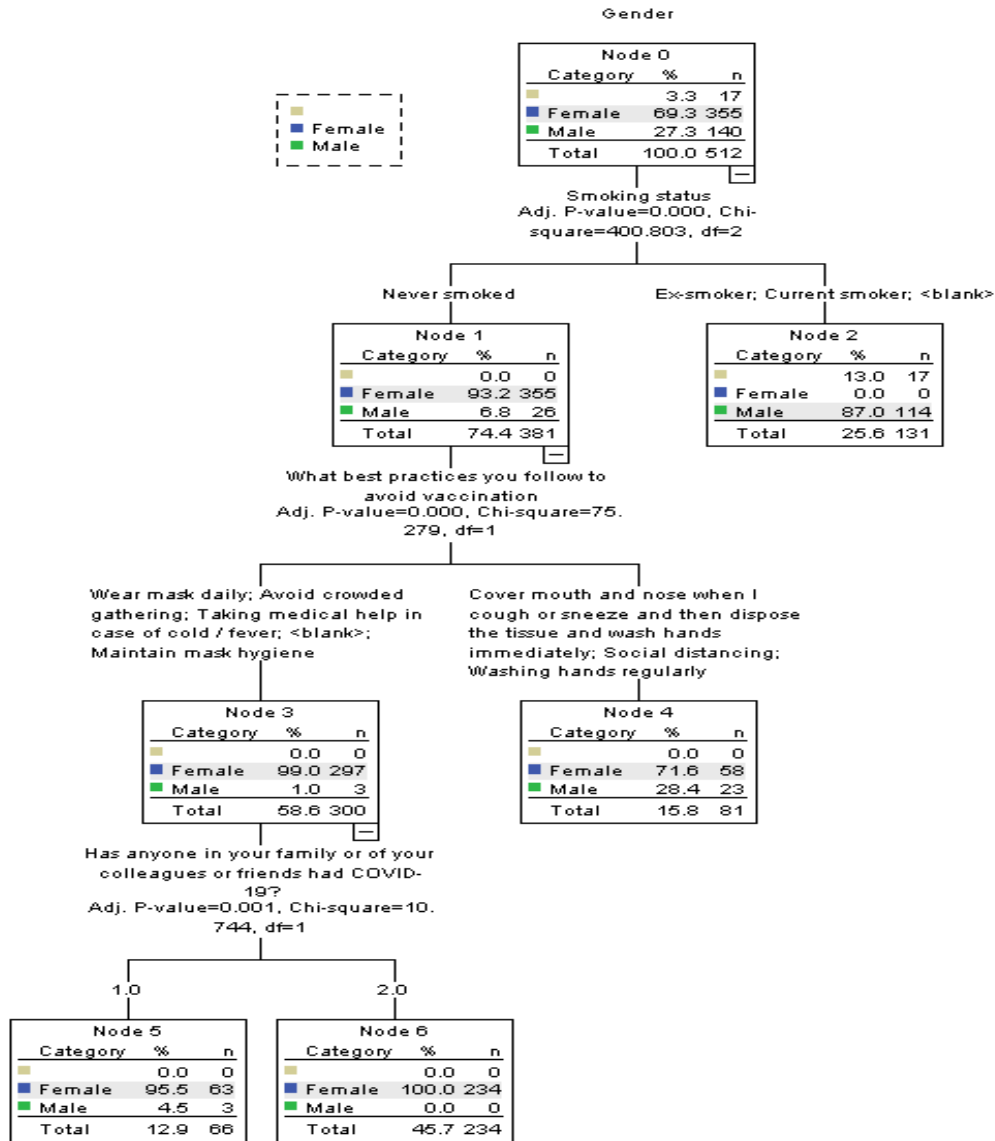 Gender
Node 0
Category % n
3.3 17
Female 69.3 355
Male 27.3 140
Total 100.0 512
Female
Male
Smoking status
Adj. P-value=0.000, Chi-
square=400.803, df=2
Never smoked
Ex-smoker; Current smoker; <blank>
Node 1
Category % n
0.0 0
Female 93.2 355
Male 6.8 26
Total 74.4 381
Node 2
Category % n
13.0 17
Female 0.0 0
Male 87.0 114
Total 25.6 131
What best practices you follow to
avoid vaccination
Adj. P-value=0.000, Chi-square=75.
279, df=1
Wear mask daily; Avoid crowded
gathering; Taking medical help in
case of cold / fever; <blank>;
Maintain mask hygiene
Cover mouth and nose when I
cough or sneeze and then dispose
the tissue and wash hands
immediately; Social distancing;
Washing hands regularly
Node 3
Category % n
0.0 0
Female 99.0 297
Male 1.0 3
Total 58.6 300
Node 4
Category % n
0.0 0
Female 71.6 58
Male 28.4 23
Total 15.8 81
Has anyone in your family or of your
colleagues or friends had COVID-
19?
Adj. P-value=0.001, Chi-square=10.
744, df=1
1.0
2.0
Node 5
Category % n
0.0 0
Female 95.5 63
Male 4.5 3
Total 12.9 66
Node 6
Category % n
0.0 0
Female 100.0 234
Male 0.0 0
Total 45.7 234